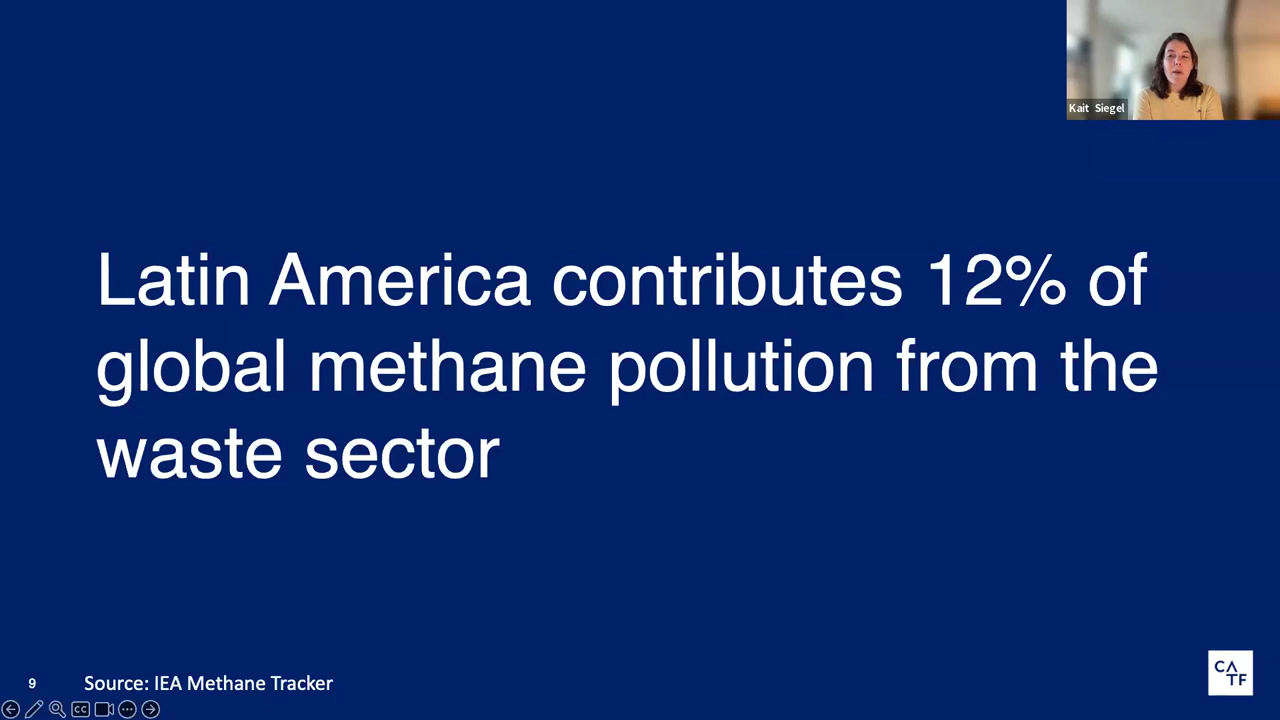 Kait Siegel
Latin America contributes 12% of
global methane pollution from the
waste sector
9
Source: IEA Methane Tracker
CA
TF
CC